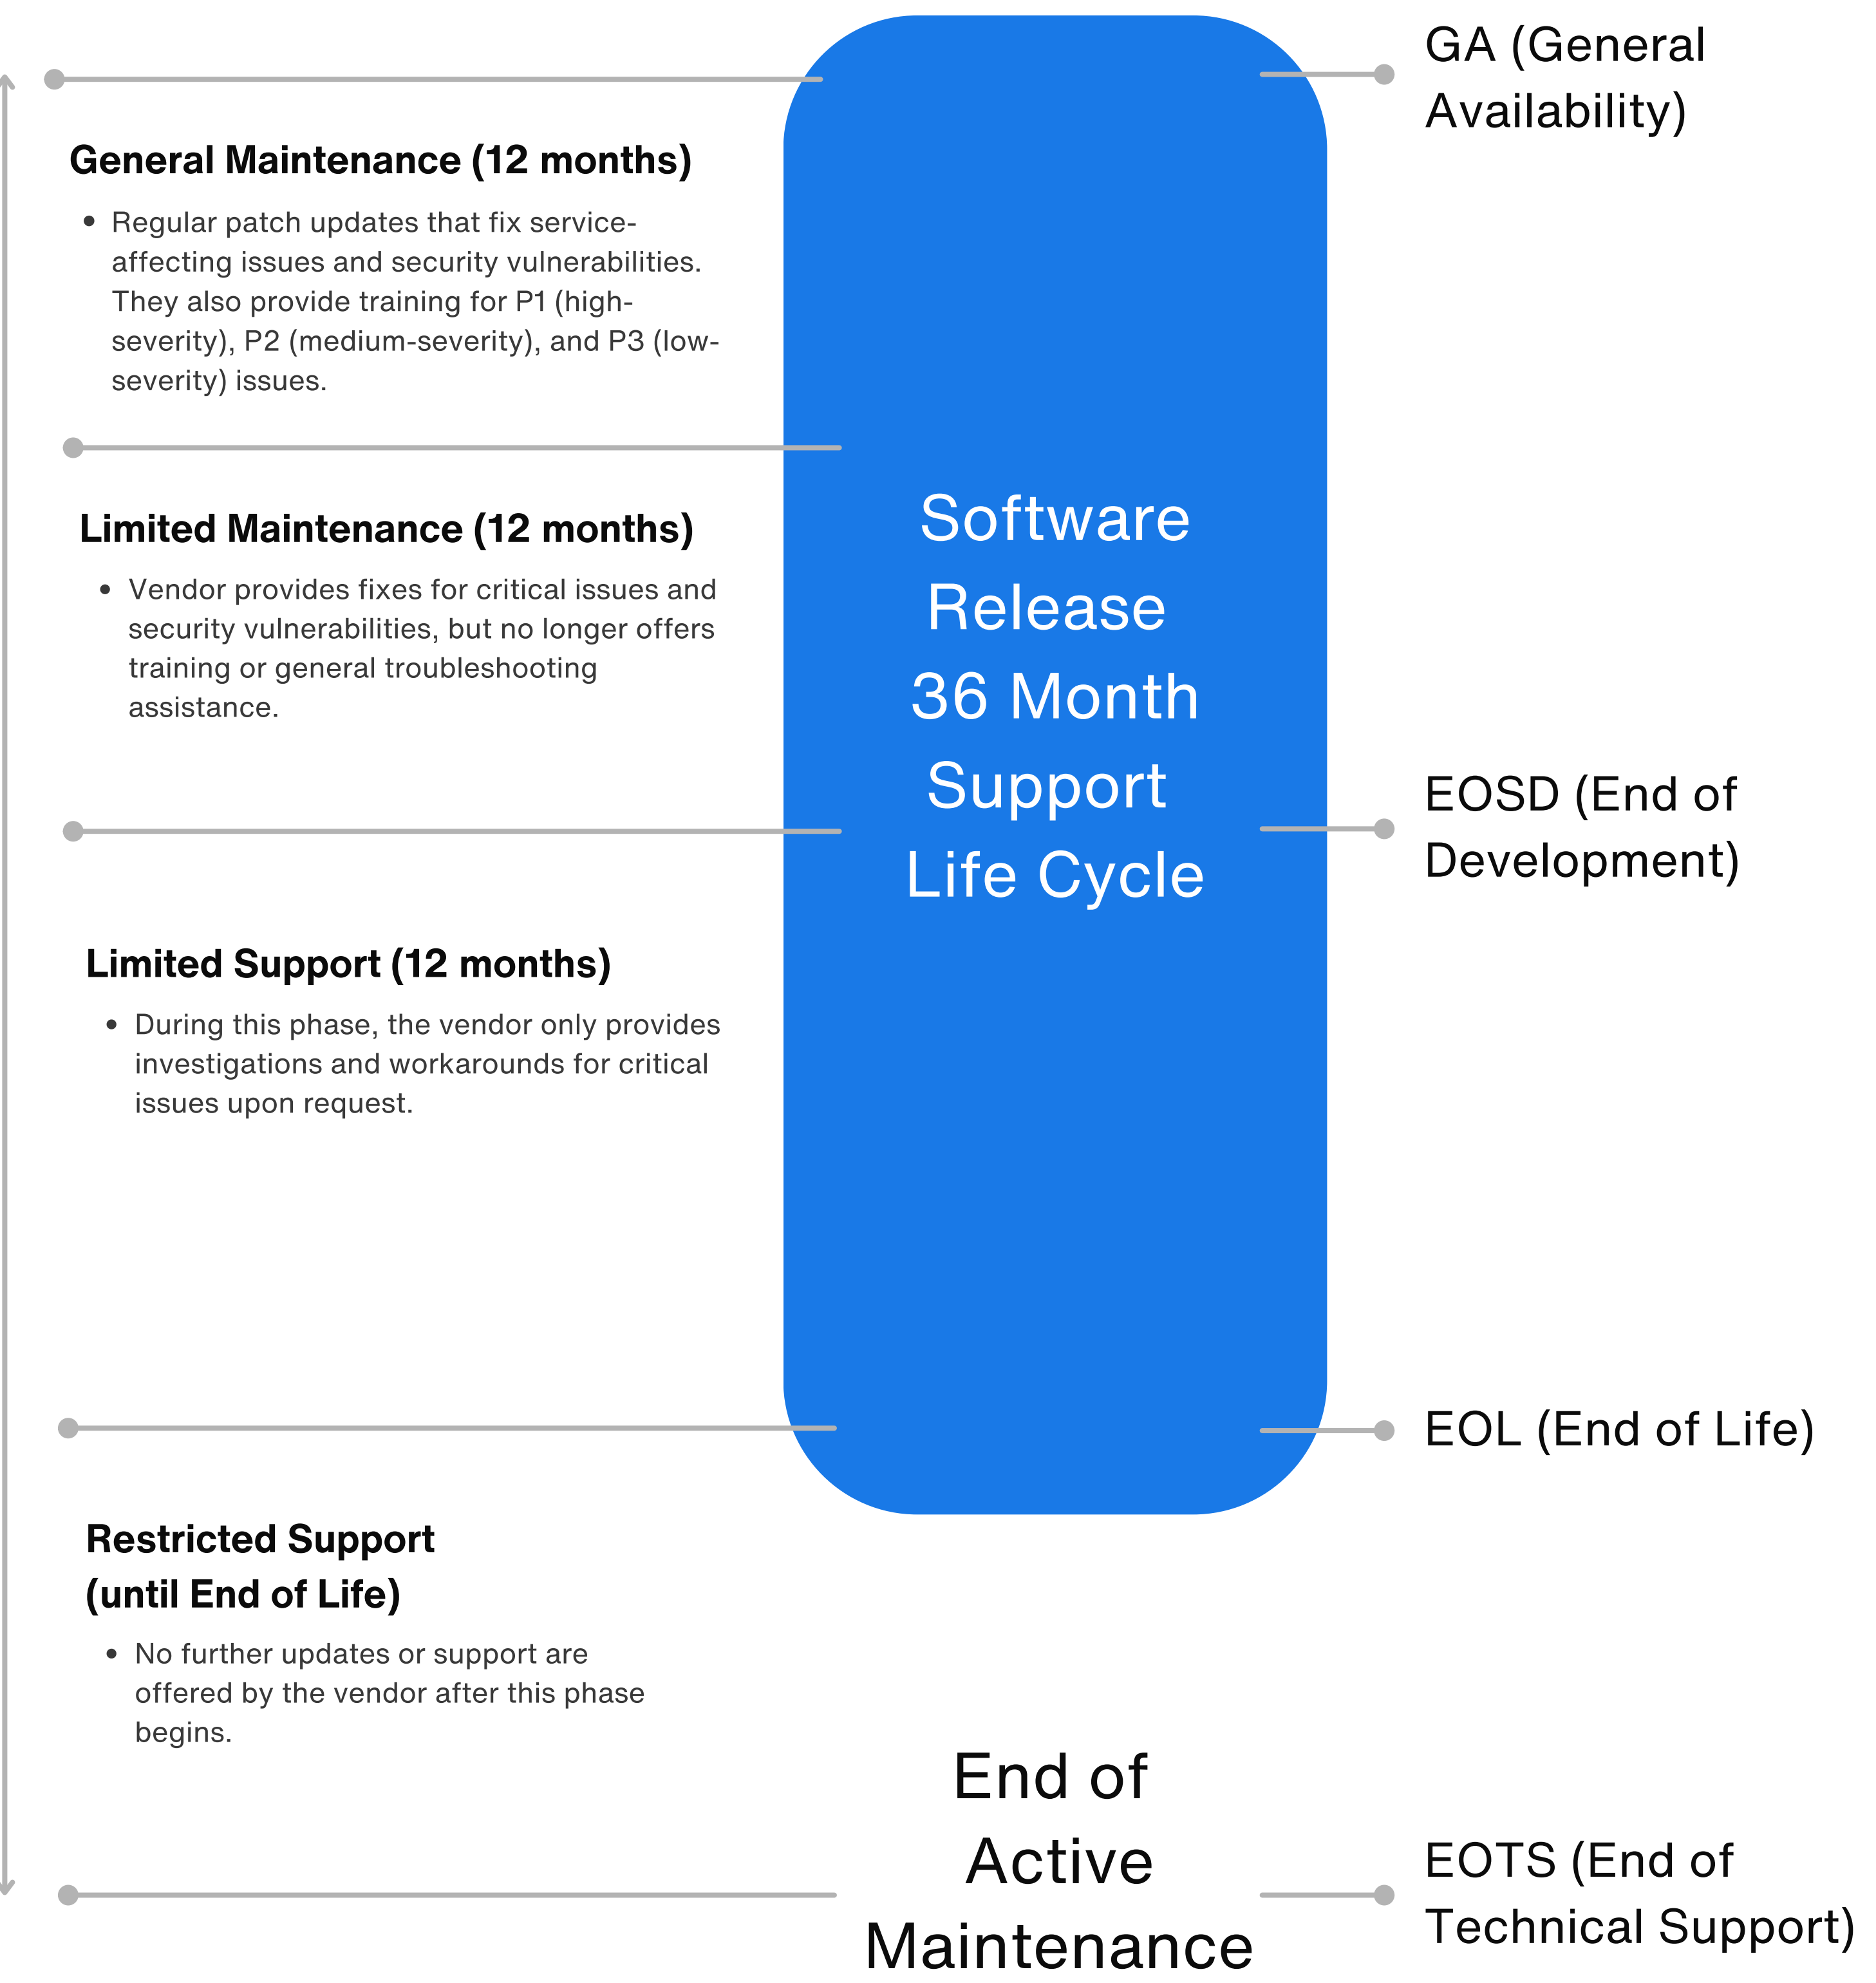 GA (General
Availability)
General Maintenance (12 months)
• Regular patch updates that fix service-
affecting issues and security vulnerabilities.
They also provide training for P1 (high-
severity), P2 (medium-severity), and P3 (low-
severity) issues.
Limited Maintenance (12 months)
• Vendor provides fixes for critical issues and
security vulnerabilities, but no longer offers
training or general troubleshooting
assistance.
Software
Release
36 Month
Support
Life Cycle
EOSD (End of
Development)
Limited Support (12 months)
• During this phase, the vendor only provides
investigations and workarounds for critical
issues upon request.
EOL (End of Life)
Restricted Support
(until End of Life)
• No further updates or support are
offered by the vendor after this phase
begins.
End of
Active
Maintenance
EOTS (End of
Technical Support)